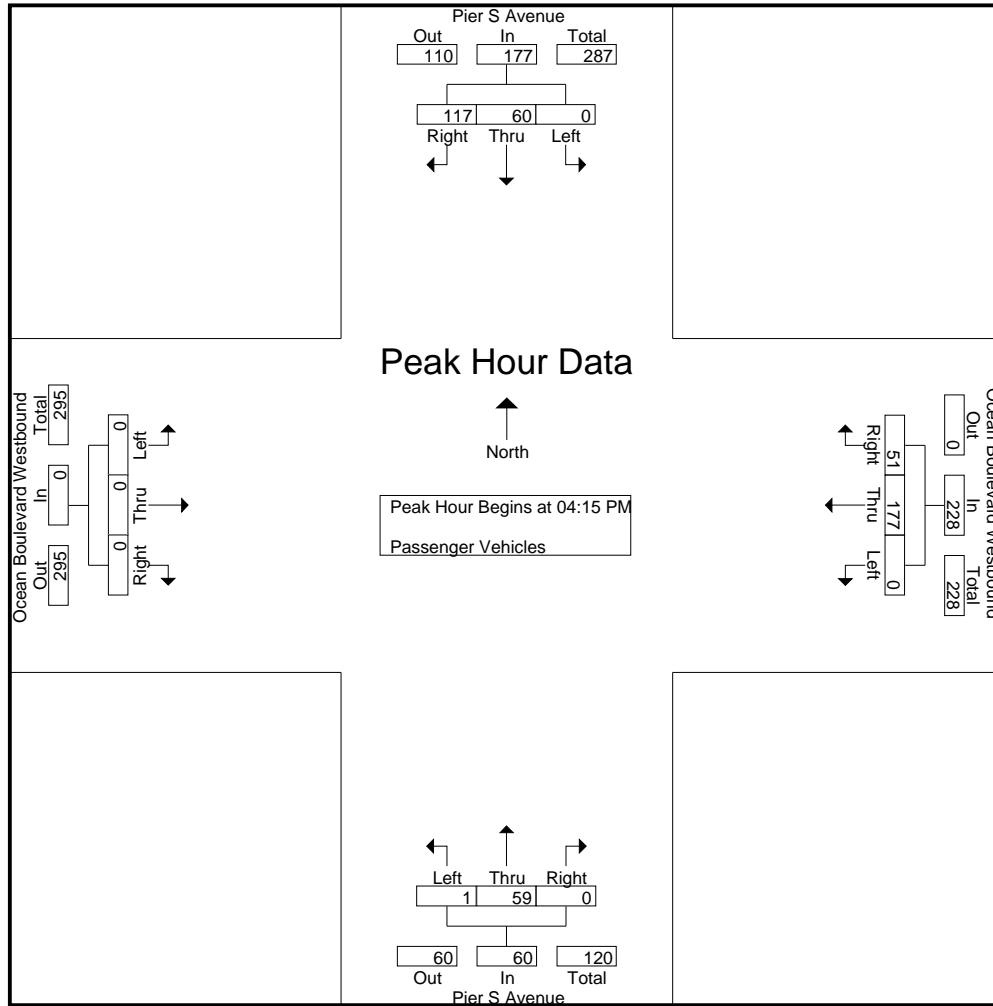 Pier S Avenue
Out In Total
110 177 287
117 60 0
Right Thru Left
Peak Hour Data
North
Peak Hour Begins at 04:15 PM
Passenger Vehicles
Ocean Boulevard Westbound
Total In Out
295 0 295
0 0 0
Left Thru Right
Ocean Boulevard Westbound
Out In Total
0 228 228
51 177 0
Right Thru Left
Left Thru Right
1 59 0
60 60 120
Out In Total
Pier S Avenue